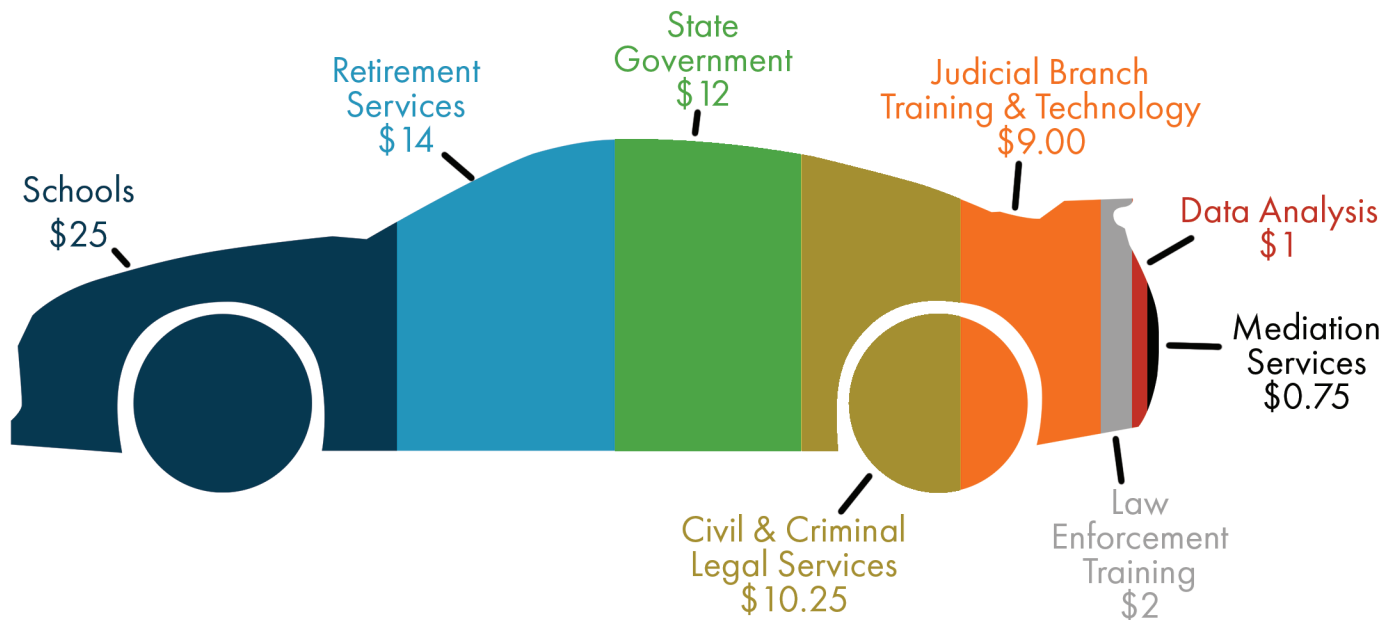 Schools
$25
Retirement
Services
$14
State
Government
$12
Civil & Criminal
Legal Services
$10.25
Judicial Branch
Training & Technology
$9.00
Law
Enforcement
Training
$2
Data Analysis
$1
Mediation
Services
$0.75